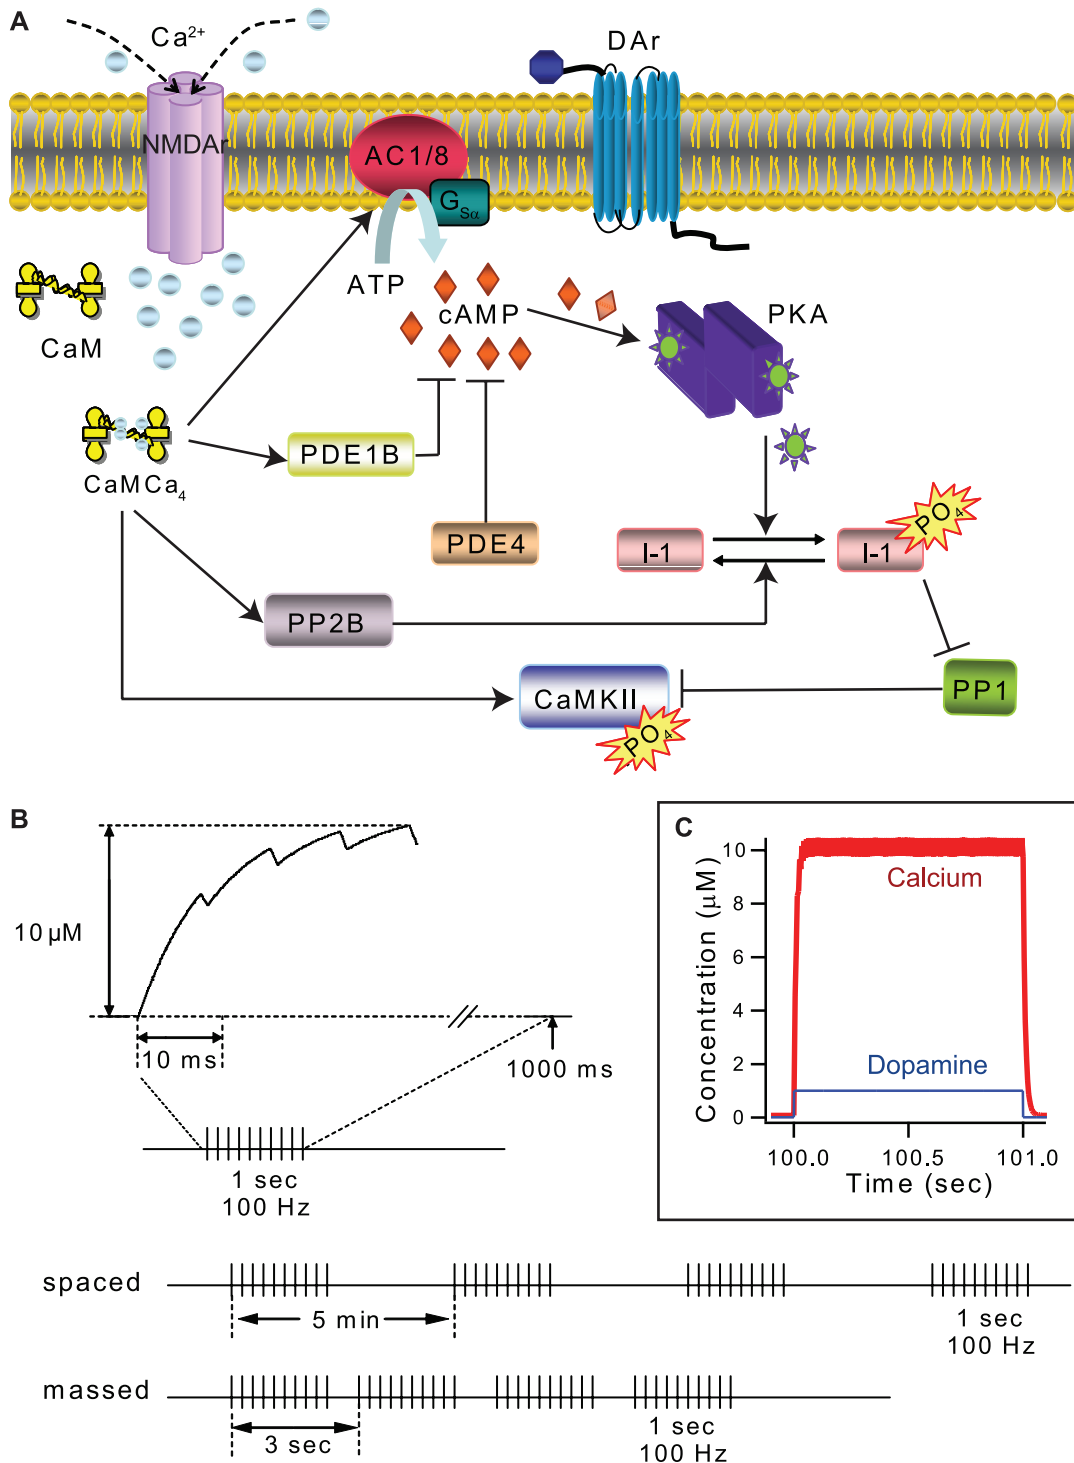 A
Ca²⁺
DAr
NMDAr
AC1/8
G Sα
ATP
cAMP
PKA
CaM
CaMCa₄
PDE1B
PDE4
I-1
I-1
PO₄
PP2B
CaMKII
PO₄
PP1
B
10 µM
10 ms
1000 ms
1 sec
100 Hz
C
Concentration (µM)
10
8
6
4
2
0
Calcium
Dopamine
100.0
100.5
101.0
Time (sec)
spaced
5 min
1 sec
100 Hz
massed
3 sec
1 sec
100 Hz